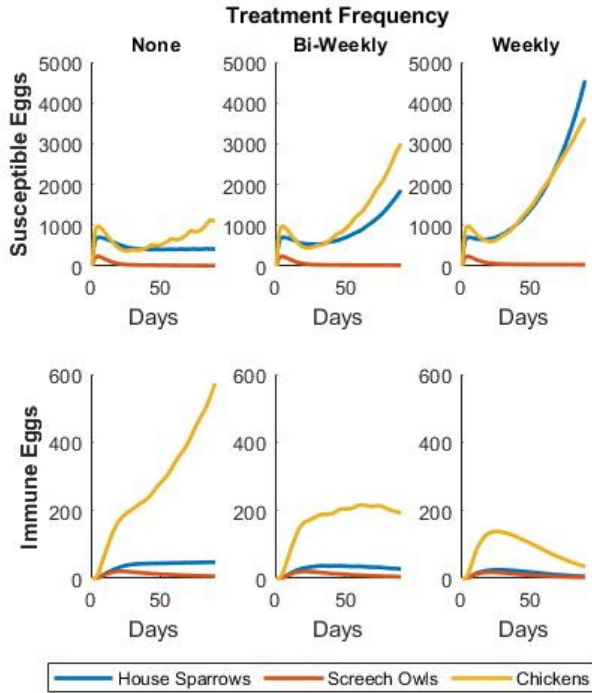 Treatment Frequency
None Bi-Weekly Weekly
Susceptible Eggs
5000 5000 5000
4000 4000 4000
3000 3000 3000
2000 2000 2000
1000 1000 1000
0 0 0
0 50 0 50 0 50
Days Days Days
Immune Eggs
600 600 600
400 400 400
200 200 200
0 0 0
0 50 0 50 0 50
Days Days Days
House Sparrows Screech Owls Chickens